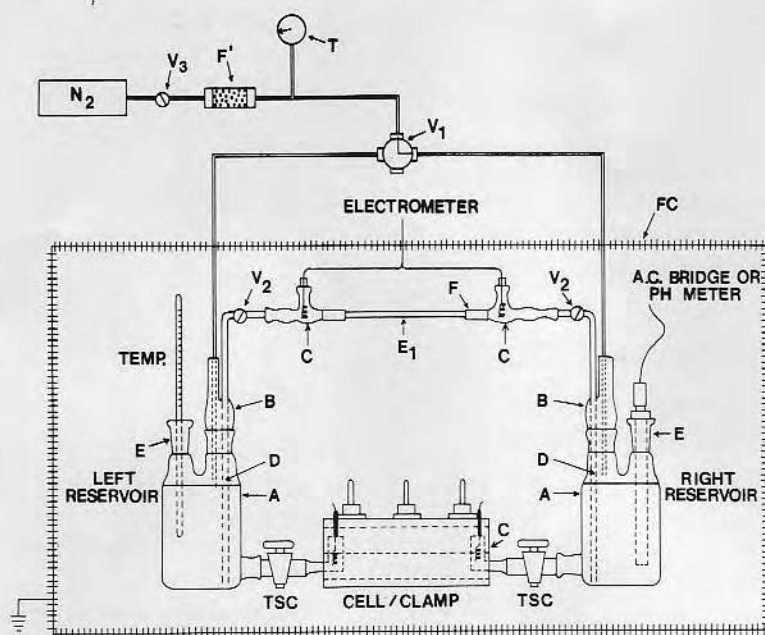 T
F'
V3
N2
V1
ELECTROMETER
FC
V2
F
V2
A.C. BRIDGE OR
PH METER
C
E1
C
TEMP.
B
B
E
E
D
D
LEFT
RESERVOIR
A
A
RIGHT
RESERVOIR
C
TSC
CELL/CLAMP
TSC